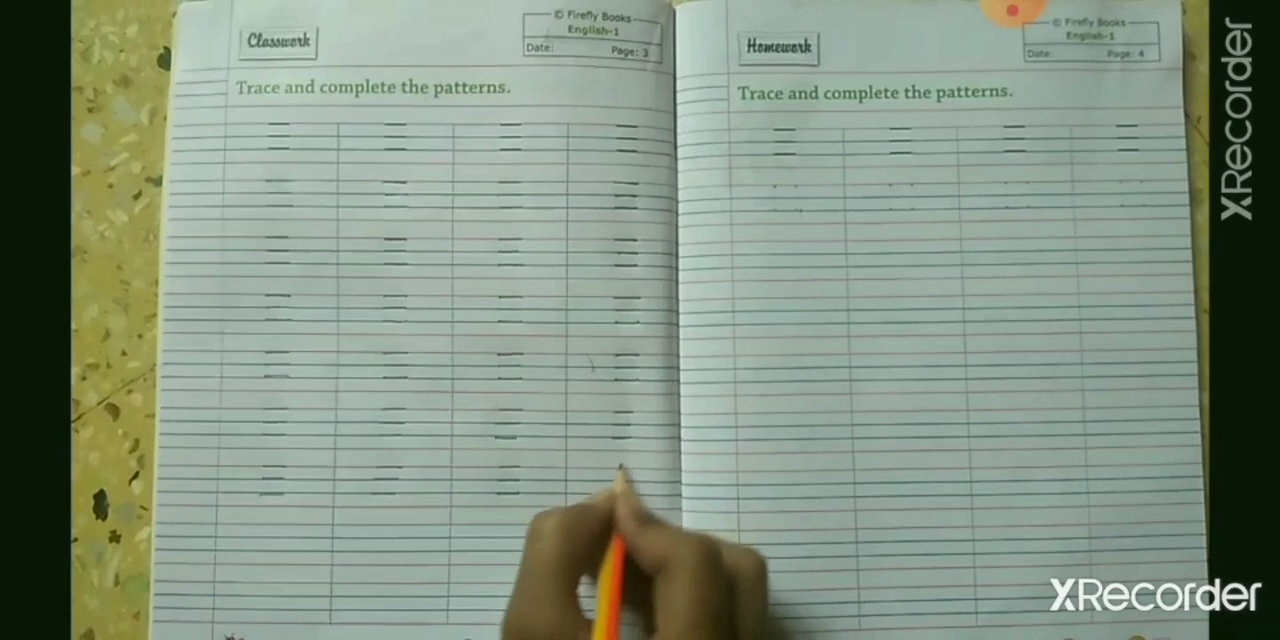 © Firefly Books
English-1
Classwork
Date:
Page: 3
Trace and complete the patterns.
© Firefly Books
English-1
Homework
Date:
Page: 4
Trace and complete the patterns.
XRecorder
XRecorder